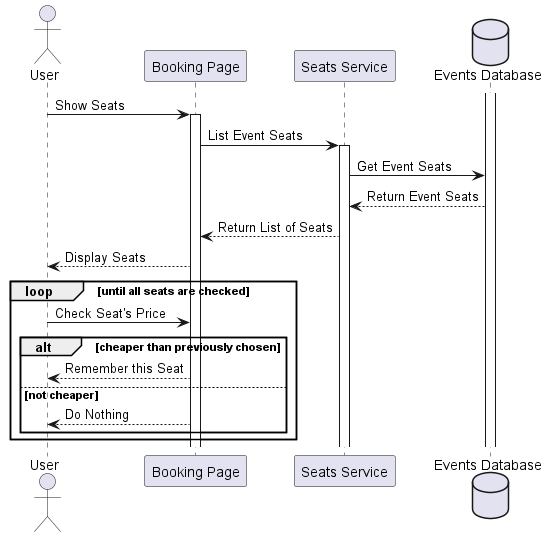 User
Booking Page
Seats Service
Events Database
Show Seats
List Event Seats
Get Event Seats
Return Event Seats
Return List of Seats
Display Seats
loop [until all seats are checked]
Check Seat's Price
alt [cheaper than previously chosen]
Remember this Seat
[not cheaper]
Do Nothing
User
Booking Page
Seats Service
Events Database